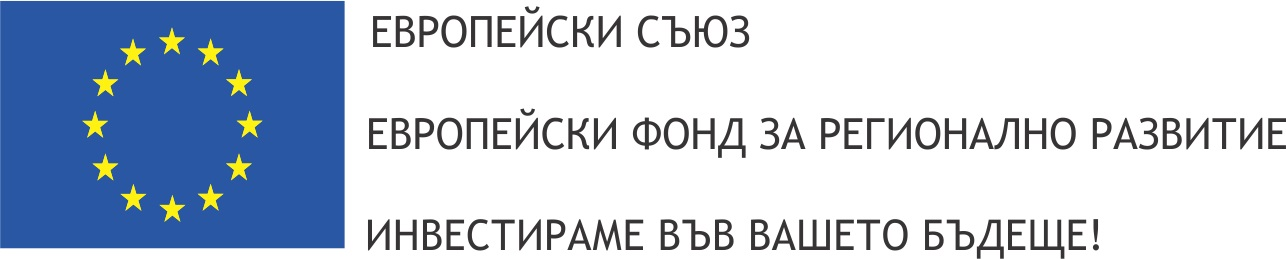 ЕВРОПЕЙСКИ СЪЮЗ
ЕВРОПЕЙСКИ ФОНД ЗА РЕГИОНАЛНО РАЗВИТИЕ
ИНВЕСТИРАМЕ ВЪВ ВАШЕТО БЪДЕЩЕ!